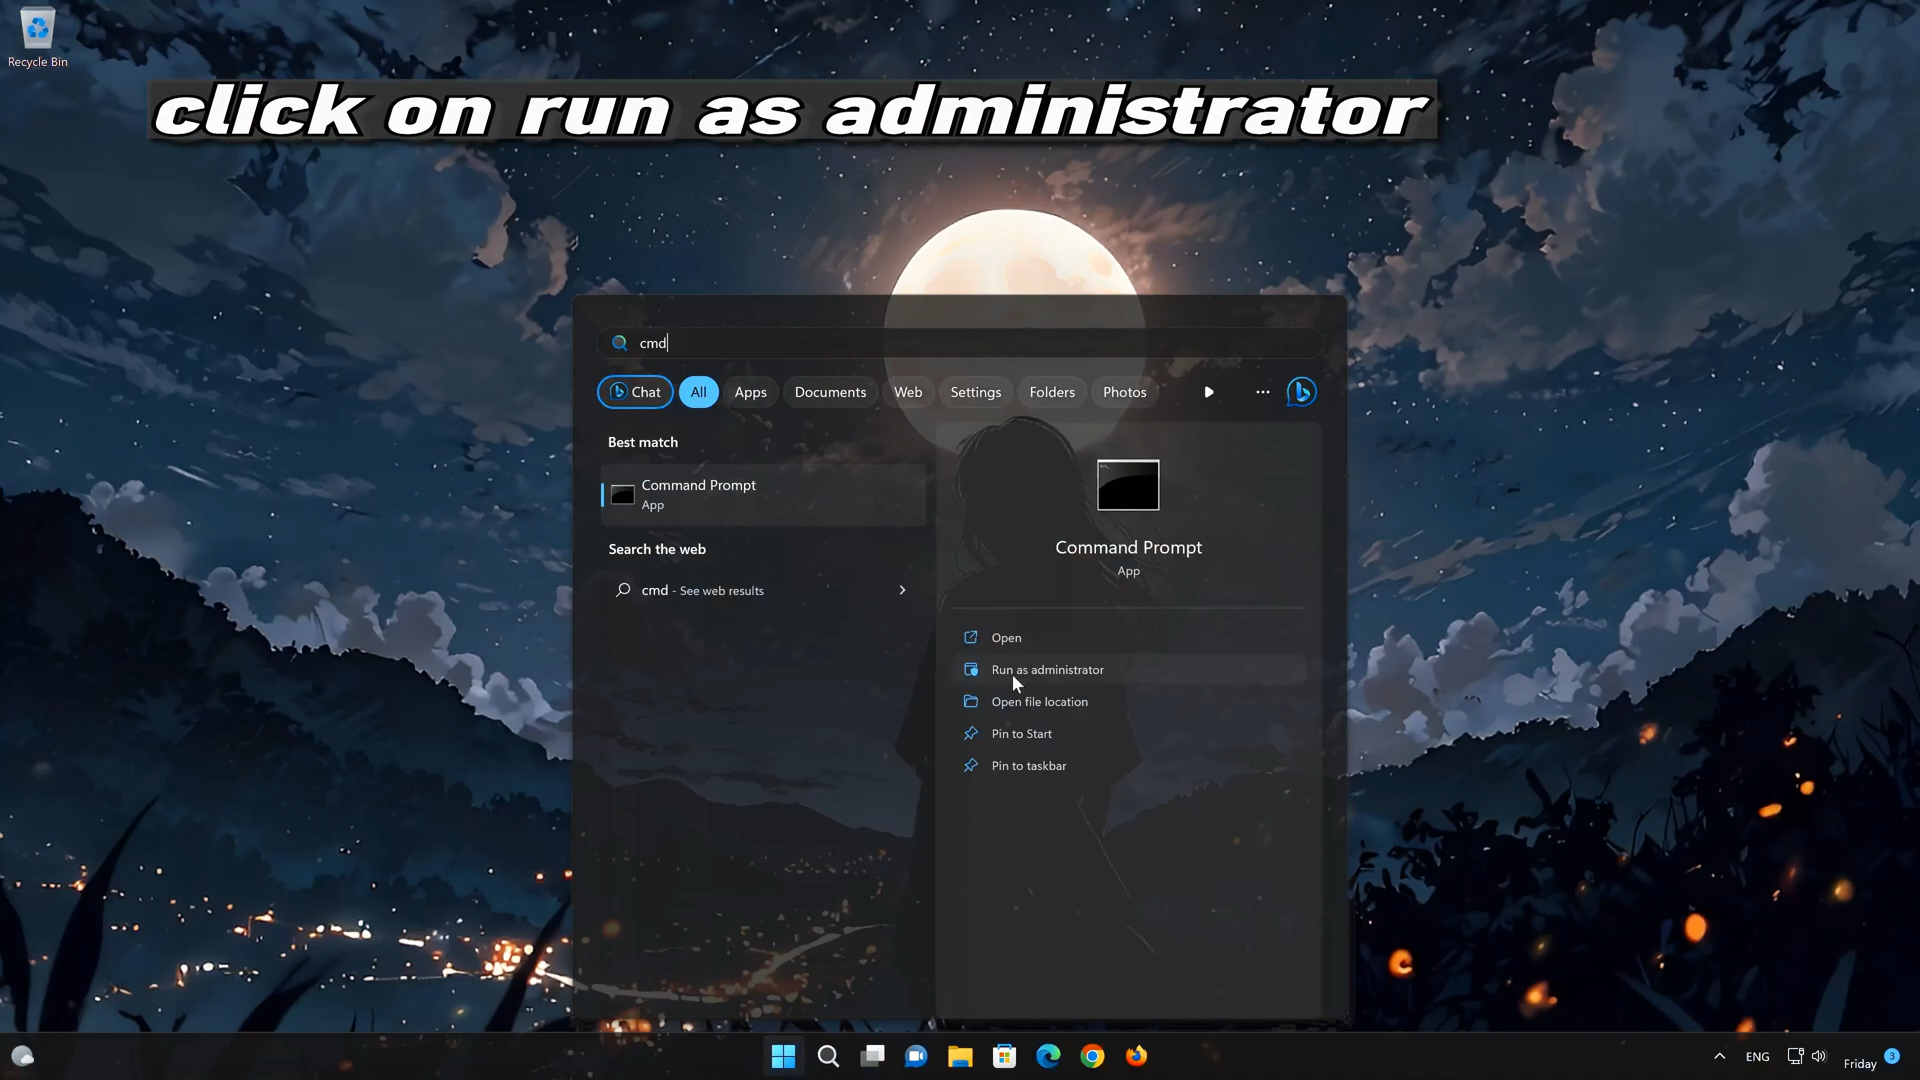 Recycle Bin
click on run as administrator
cmd
Chat
All
Apps
Documents
Web
Settings
Folders
Photos
Best match
Command Prompt
App
Search the web
cmd - See web results
Command Prompt
App
Open
Run as administrator
Open file location
Pin to Start
Pin to taskbar
ENG
Friday
3